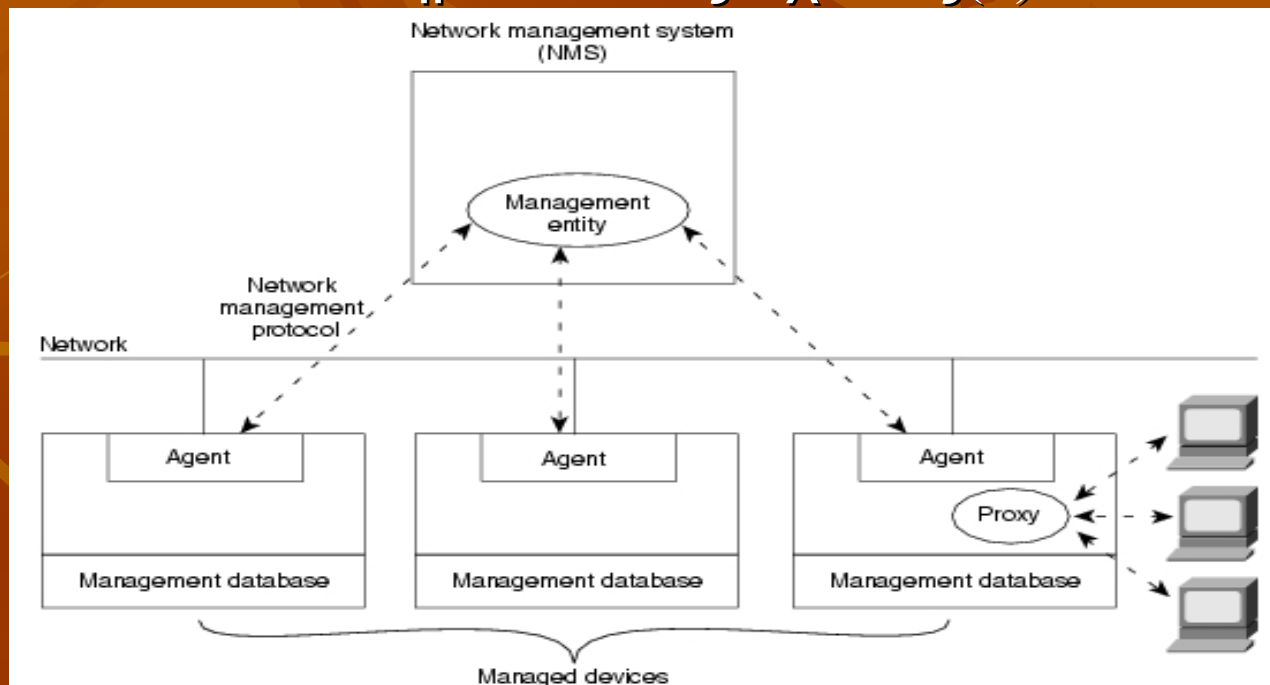 Network management system
(NMS)
Management
entity
Network
management
protocol
Network
Agent
Agent
Agent
Proxy
Management database
Management database
Management database
Managed devices